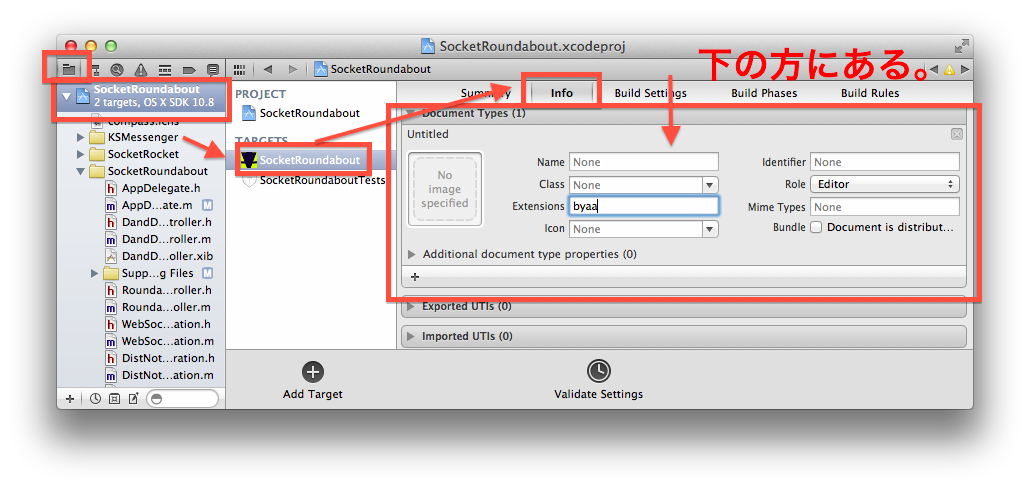 SocketRoundabout.xcodeproj
下の方にある。
SocketRoundabout
SocketRoundabout
2 targets, OS X SDK 10.8
KSMessenger
SocketRocket
SocketRoundabout
AppDelegate.h
AppD...ate.m M
DandD...troller.h
DandD...roller.m
DandD...oller.xib
Supp...g Files M
Rounda...roller.h
Rounda...oller.m
WebSoc...ation.h
WebSoc...ation.m
DistNot...ration.h
DistNot...ation.m
PROJECT
SocketRoundabout
TARGETS
SocketRoundabout
SocketRoundaboutTests
Summary Info Build Settings Build Phases Build Rules
Document Types (1)
Untitled
No
image
specified
Name None
Class None
Extensions byaa
Icon None
Identifier None
Role Editor
Mime Types None
Bundle Document is distribut...
Additional document type properties (0)
Exported UTIs (0)
Imported UTIs (0)
Add Target
Validate Settings